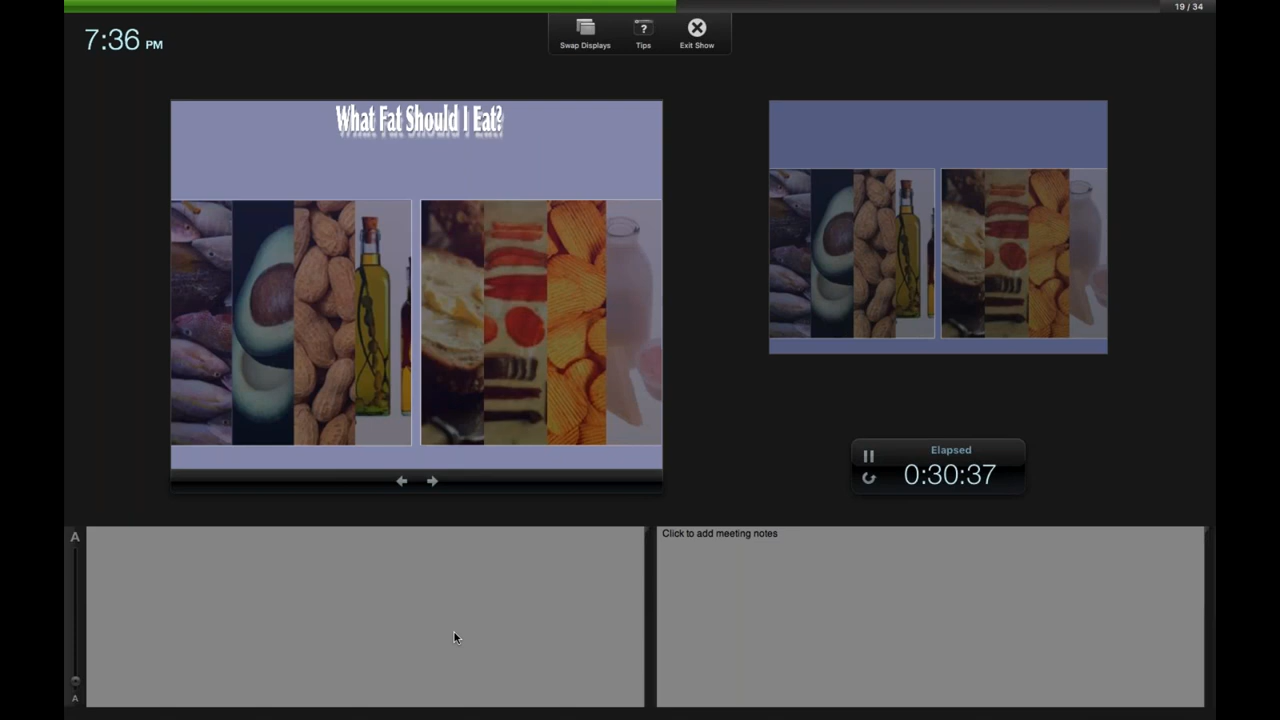 19 / 34
7:36 PM
Swap Displays
Tips
Exit Show
What Fat Should I Eat?
Elapsed
0:30:37
A
A
Click to add meeting notes